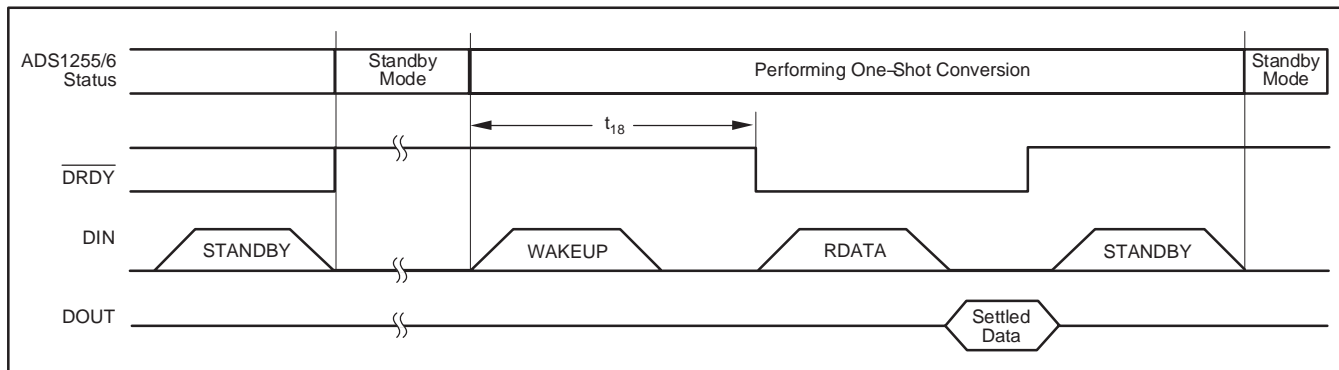 ADS1255/6
Status
Standby
Mode
Performing One–Shot Conversion
Standby
Mode
t18
DRDY
DIN
STANDBY
WAKEUP
RDATA
STANDBY
DOUT
Settled
Data